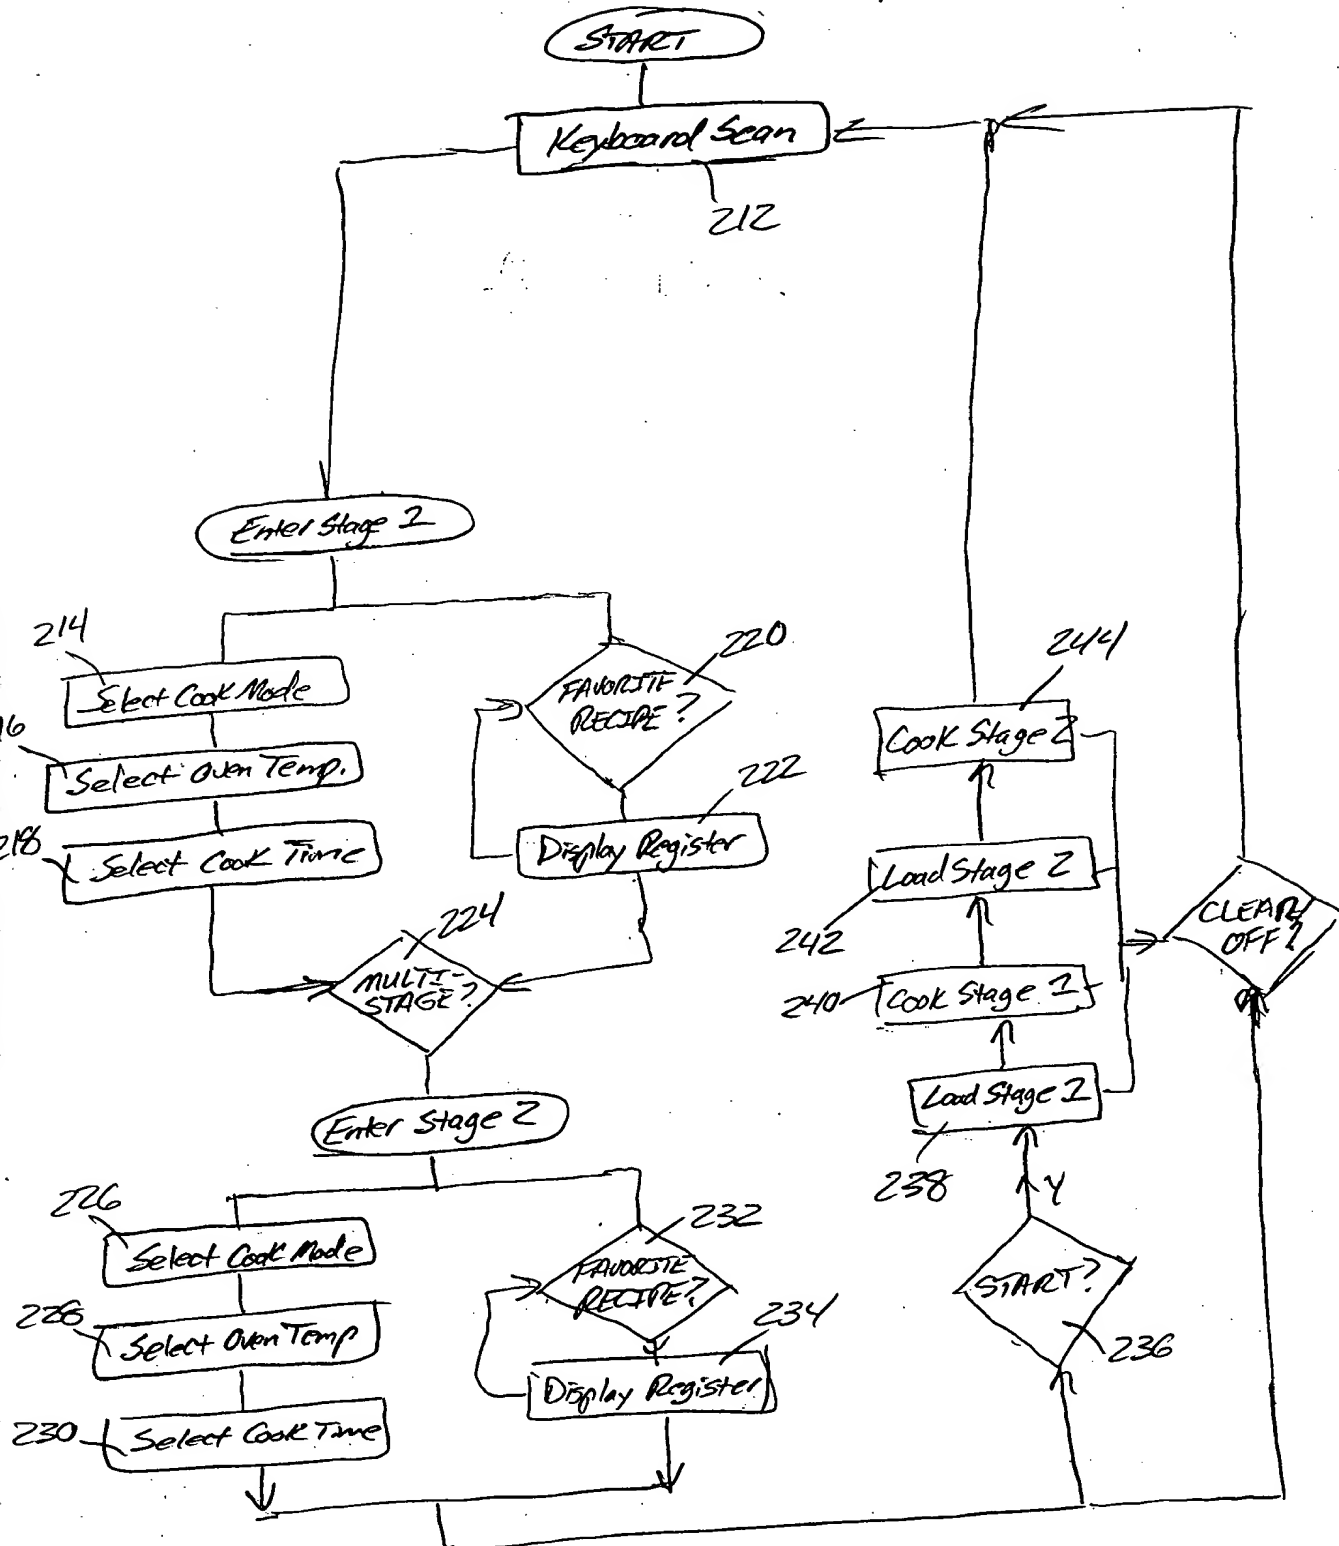 START
Keyboard Scan
212
Enter Stage 1
214
Select Cook Mode
16
Select Oven Temp.
218
Select Cook Time
220
FAVORITE
RECIPE?
222
Display Register
224
MULTI-
STAGE?
Enter Stage 2
226
Select Cook Mode
228
Select Oven Temp
230
Select Cook Time
232
FAVORITE
RECIPE?
234
Display Register
244
Cook Stage 2
Load Stage 2
242
240
Cook Stage 1
Load Stage 1
238
Y
START?
236
CLEAR/
OFF?